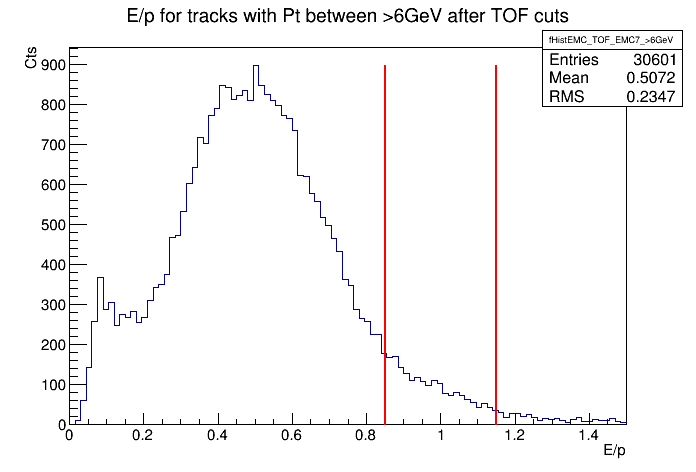 E/p for tracks with Pt between >6GeV after TOF cuts
fHistEMC_TOF_EMC7_>6GeV
Entries 30601
Mean 0.5072
RMS 0.2347
Cts
900
800
700
600
500
400
300
200
100
0
0 0.2 0.4 0.6 0.8 1 1.2 1.4
E/p